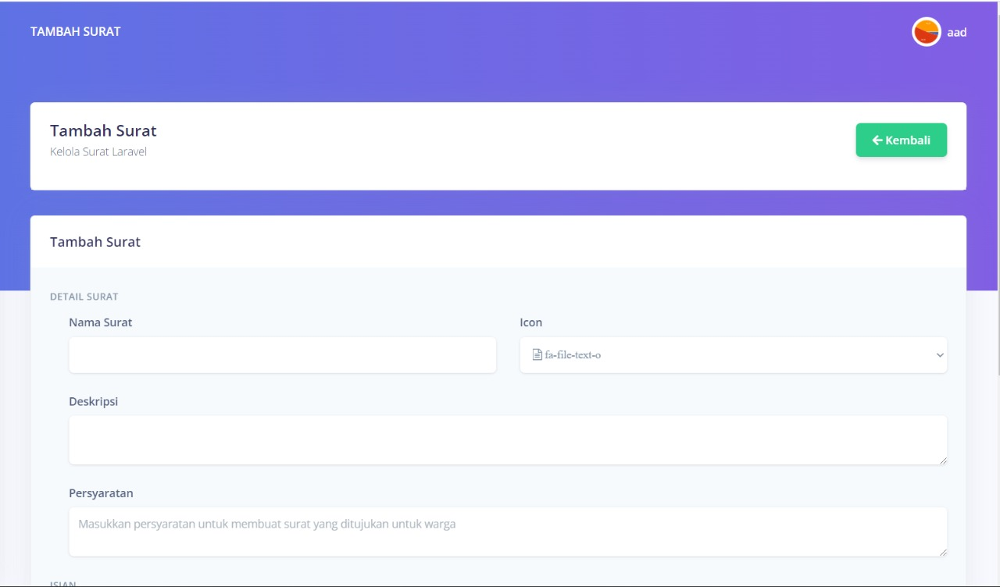 TAMBAH SURAT
aad
Tambah Surat
Kelola Surat Laravel
Kembali
Tambah Surat
DETAIL SURAT
Nama Surat
Icon
fa-file-text-o
Deskripsi
Persyaratan
Masukkan persyaratan untuk membuat surat yang ditujukan untuk warga
ISIAN